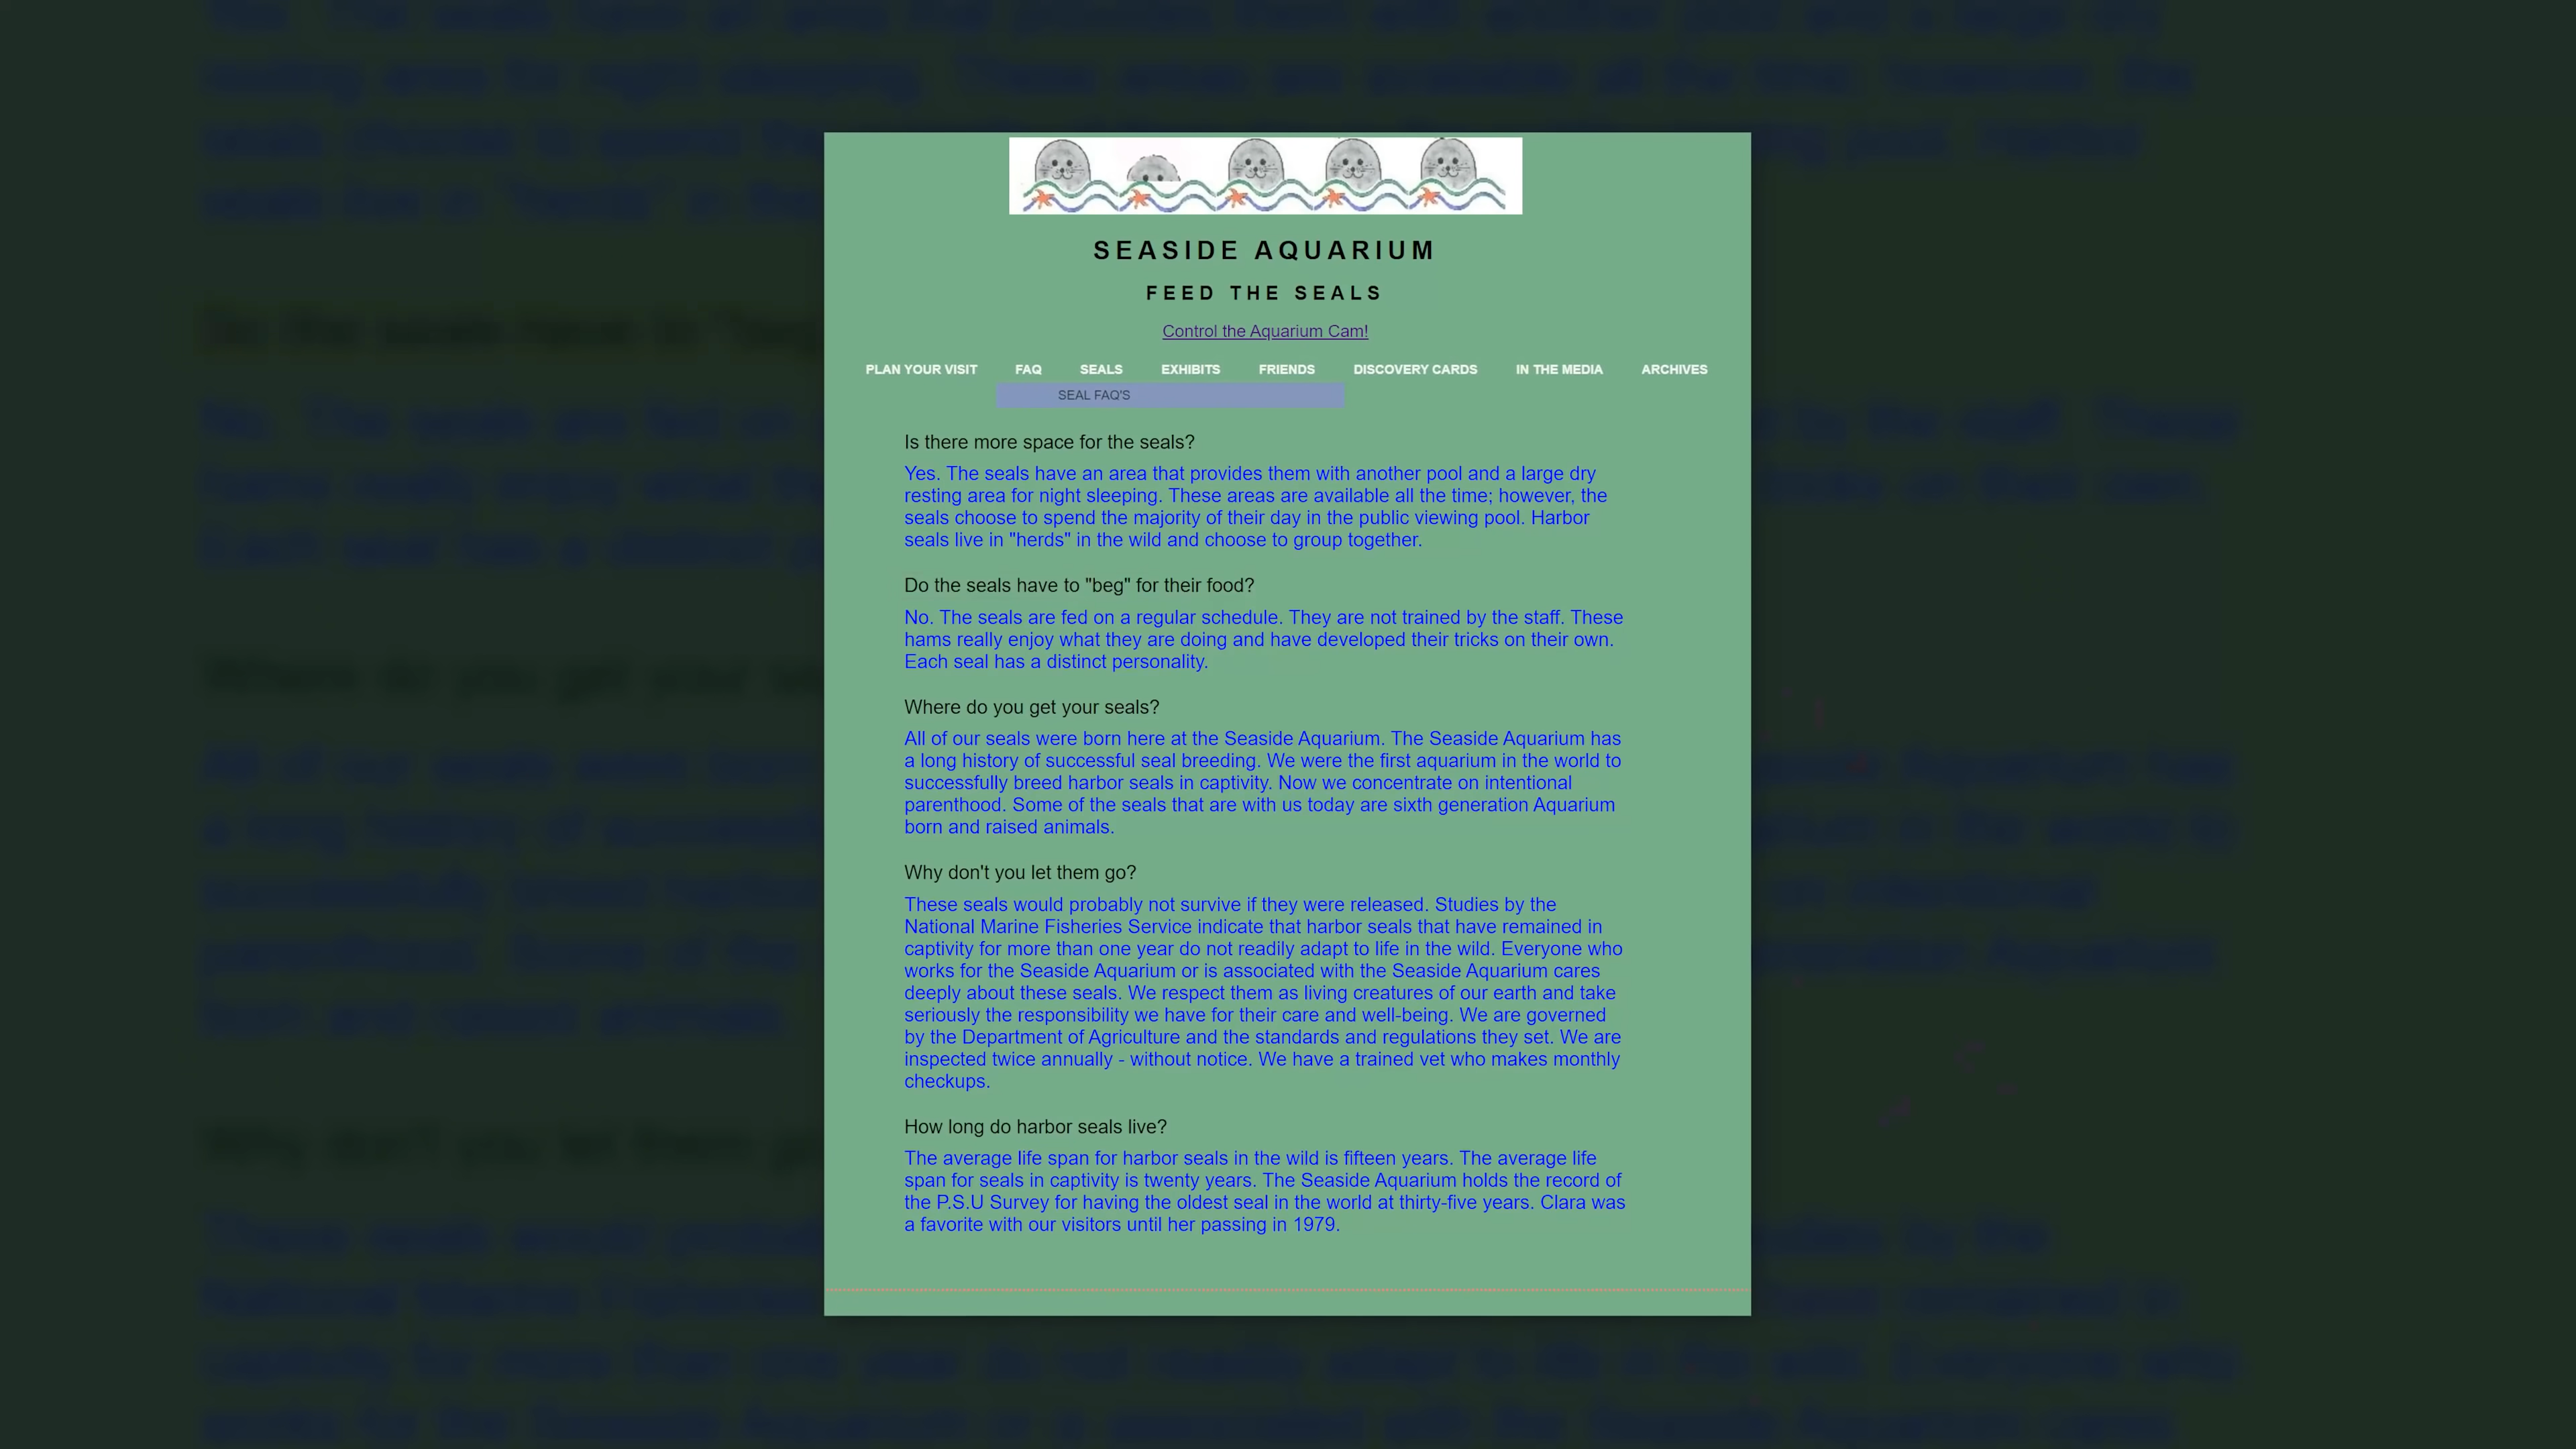 SEASIDE AQUARIUM
FEED THE SEALS
Control the Aquarium Cam!
PLAN YOUR VISIT FAQ SEALS EXHIBITS FRIENDS DISCOVERY CARDS IN THE MEDIA ARCHIVES
SEAL FAQ'S
Is there more space for the seals?
Yes. The seals have an area that provides them with another pool and a large dry
resting area for night sleeping. These areas are available all the time; however, the
seals choose to spend the majority of their day in the public viewing pool. Harbor
seals live in "herds" in the wild and choose to group together.
Do the seals have to "beg" for their food?
No. The seals are fed on a regular schedule. They are not trained by the staff. These
hams really enjoy what they are doing and have developed their tricks on their own.
Each seal has a distinct personality.
Where do you get your seals?
All of our seals were born here at the Seaside Aquarium. The Seaside Aquarium has
a long history of successful seal breeding. We were the first aquarium in the world to
successfully breed harbor seals in captivity. Now we concentrate on intentional
parenthood. Some of the seals that are with us today are sixth generation Aquarium
born and raised animals.
Why don't you let them go?
These seals would probably not survive if they were released. Studies by the
National Marine Fisheries Service indicate that harbor seals that have remained in
captivity for more than one year do not readily adapt to life in the wild. Everyone who
works for the Seaside Aquarium or is associated with the Seaside Aquarium cares
deeply about these seals. We respect them as living creatures of our earth and take
seriously the responsibility we have for their care and well-being. We are governed
by the Department of Agriculture and the standards and regulations they set. We are
inspected twice annually - without notice. We have a trained vet who makes monthly
checkups.
How long do harbor seals live?
The average life span for harbor seals in the wild is fifteen years. The average life
span for seals in captivity is twenty years. The Seaside Aquarium holds the record of
the P.S.U Survey for having the oldest seal in the world at thirty-five years. Clara was
a favorite with our visitors until her passing in 1979.